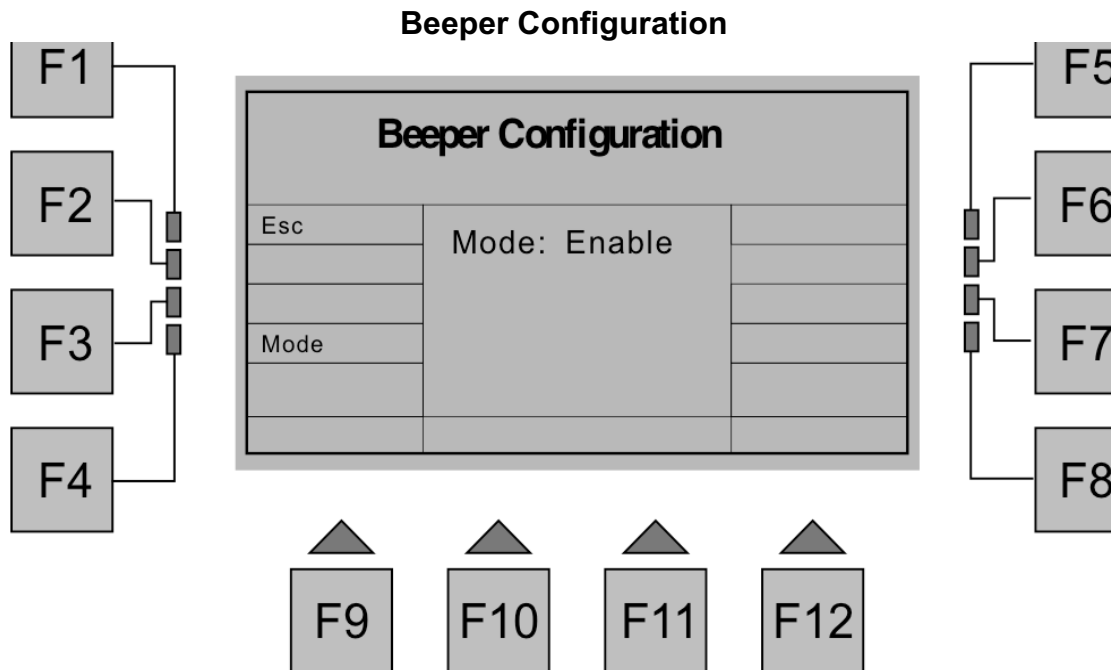 Beeper Configuration
F1
F5
Beeper Configuration
F2
F6
Esc
Mode: Enable
F3
F7
Mode
F4
F8
F9 F10 F11 F12